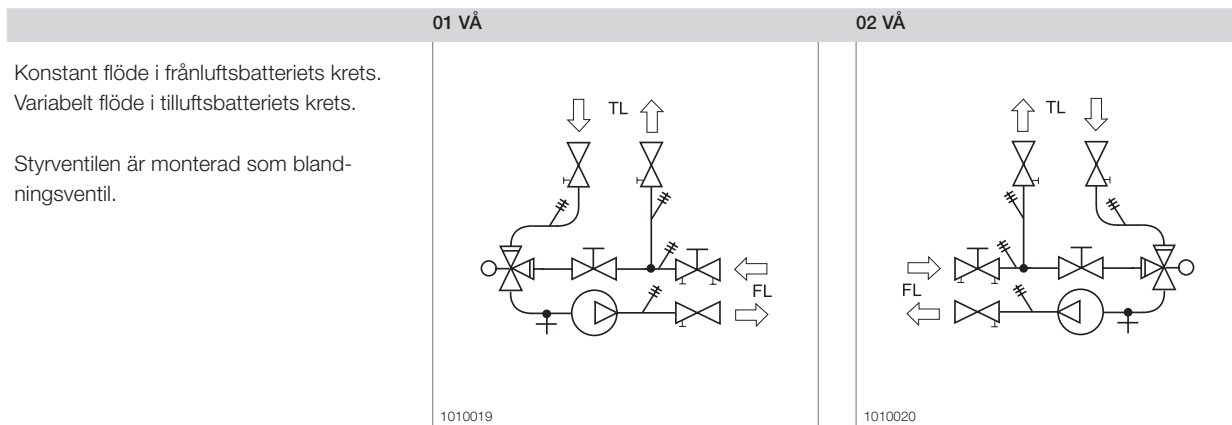 01 VÅ
02 VÅ
Konstant flöde i frånluftsbatteriets krets.
Variabelt flöde i tilluftsbatteriets krets.
Styrventilen är monterad som bland-
ningsventil.
TL
FL
1010019
TL
FL
1010020